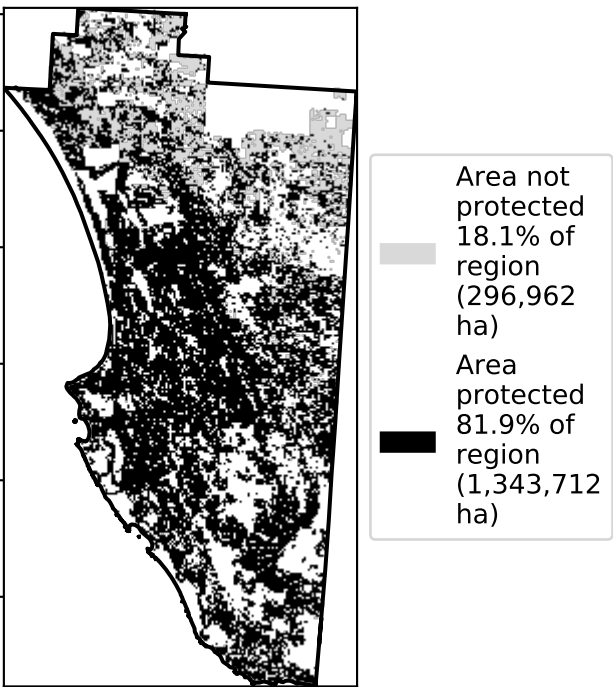 Area not
protected
18.1% of
region
(296,962
ha)
Area
protected
81.9% of
region
(1,343,712
ha)